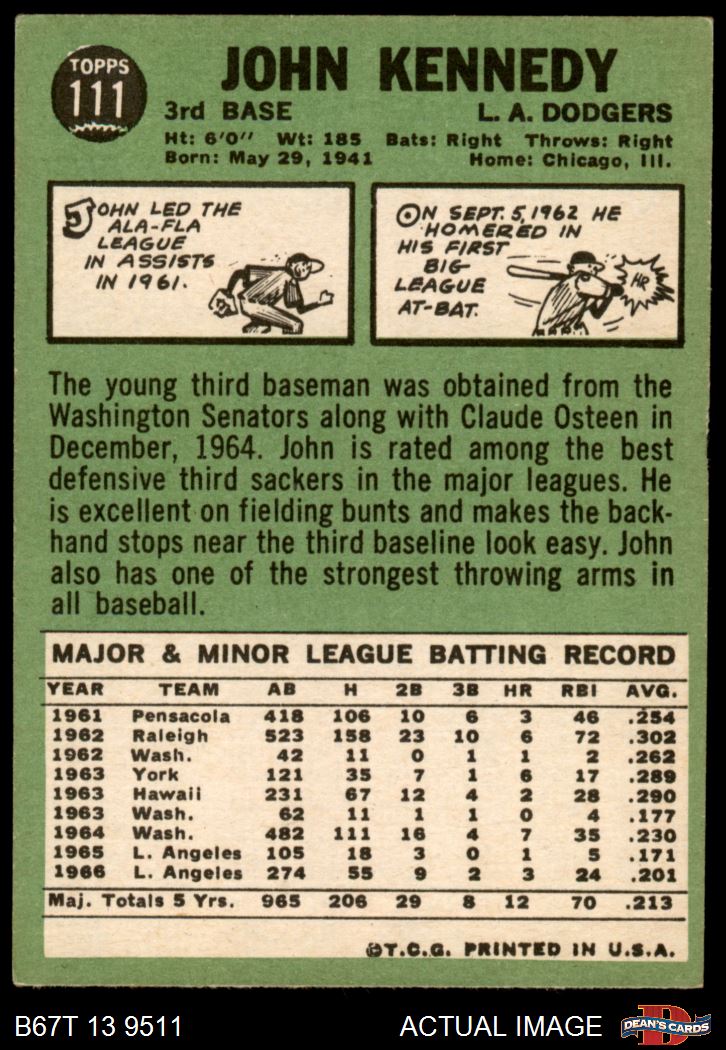 TOPPS
111
JOHN KENNEDY
3rd BASE L. A. DODGERS
Ht: 6'0" Wt: 185 Bats: Right Throws: Right
Born: May 29, 1941 Home: Chicago, Ill.
JOHN LED THE
ALA-FLA
LEAGUE
IN ASSISTS
IN 1961.
ON SEPT. 5, 1962 HE
HOMERED IN
HIS FIRST
BIG-
LEAGUE
AT-BAT.
HR
The young third baseman was obtained from the
Washington Senators along with Claude Osteen in
December, 1964. John is rated among the best
defensive third sackers in the major leagues. He
is excellent on fielding bunts and makes the back-
hand stops near the third baseline look easy. John
also has one of the strongest throwing arms in
all baseball.
MAJOR & MINOR LEAGUE BATTING RECORD
YEAR TEAM AB H 2B 3B HR RBI AVG.
1961 Pensacola 418 106 10 6 3 46 .254
1962 Raleigh 523 158 23 10 6 72 .302
1962 Wash. 42 11 0 1 1 2 .262
1963 York 121 35 7 1 6 17 .289
1963 Hawaii 231 67 12 4 2 28 .290
1963 Wash. 62 11 1 1 0 4 .177
1964 Wash. 482 111 16 4 7 35 .230
1965 L. Angeles 105 18 3 0 1 5 .171
1966 L. Angeles 274 55 9 2 3 24 .201
Maj. Totals 5 Yrs. 965 206 29 8 12 70 .213
©T.C.G. PRINTED IN U.S.A.
B67T 13 9511 ACTUAL IMAGE
D
DEAN'S CARDS